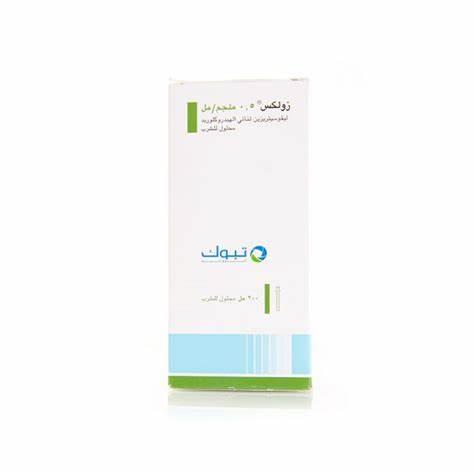 زولكس® ٠,٥ ملجم/مل
ليفوسيتريزين ثنائي الهيدروكلوريد
محلول للشرب
تبوك
٢٠٠ مل محلول للشرب